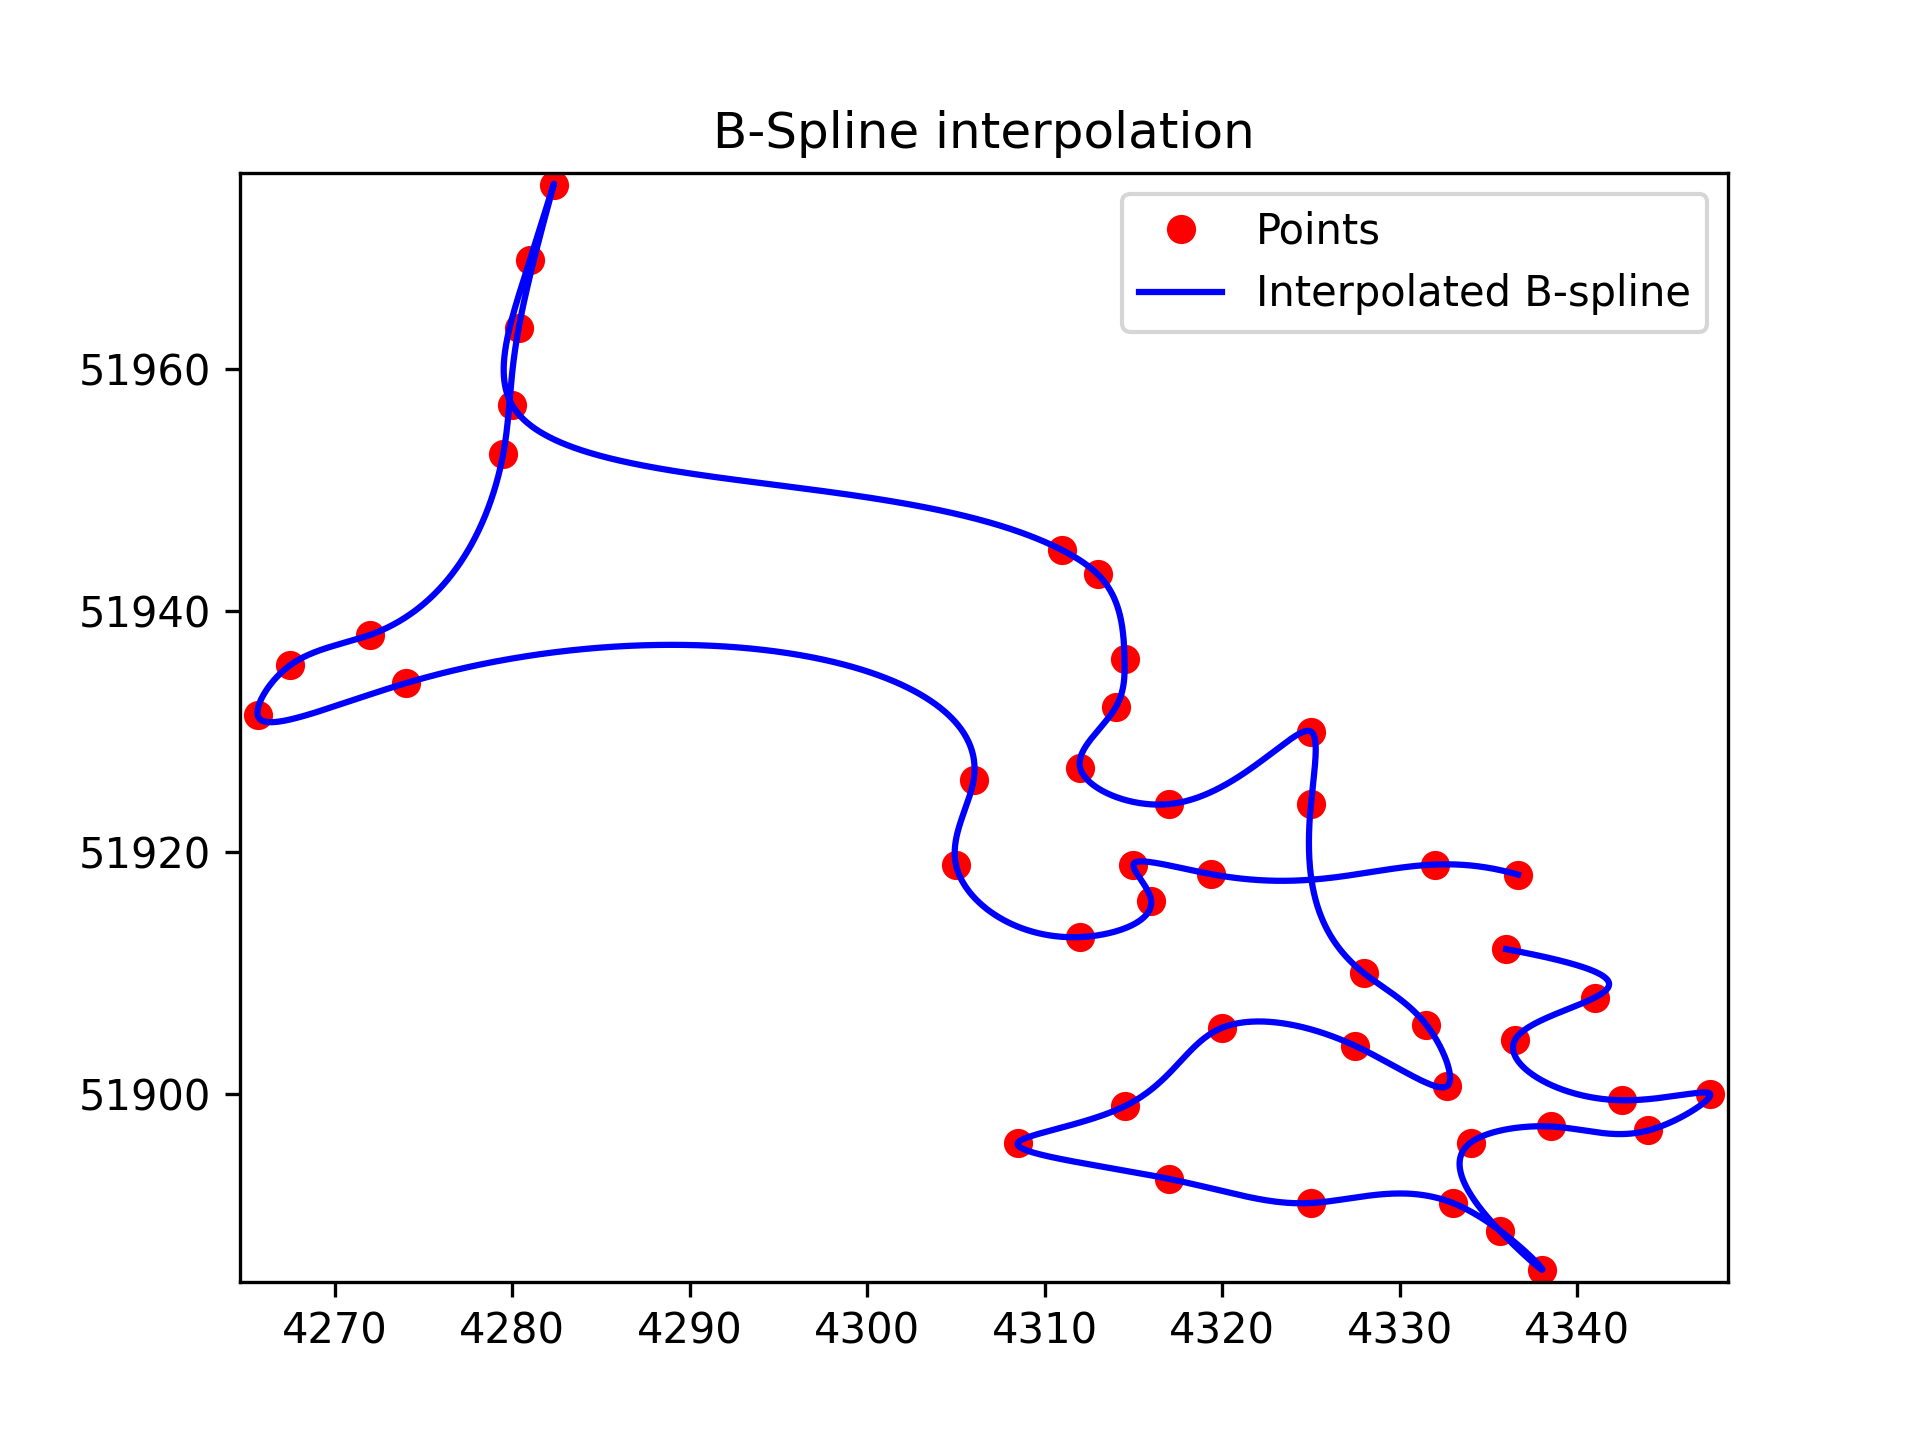 B-Spline interpolation
Points
Interpolated B-spline
51960
51940
51920
51900
4270 4280 4290 4300 4310 4320 4330 4340